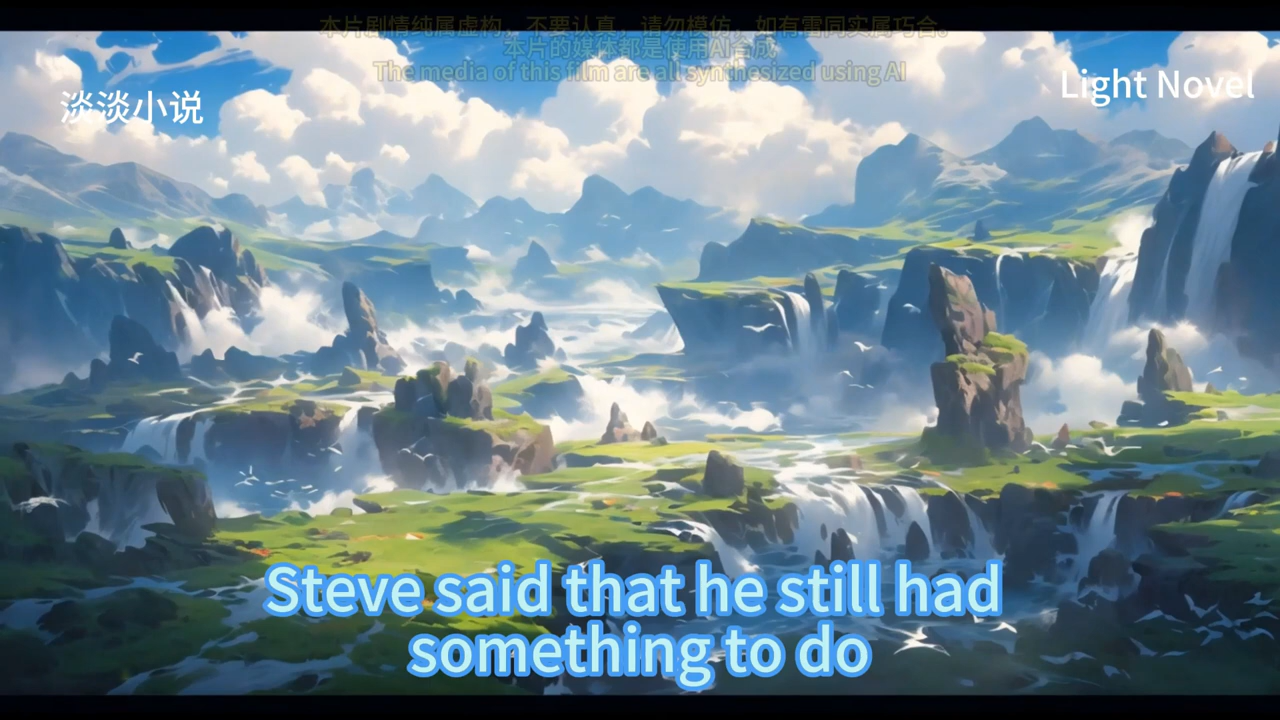 本片剧情纯属虚构，不要认真，请勿模仿，如有雷同实属巧合。
本片的媒体都是使用AI合成
The media of this film are all synthesized using AI
淡淡小说
Light Novel
Steve said that he still had
something to do